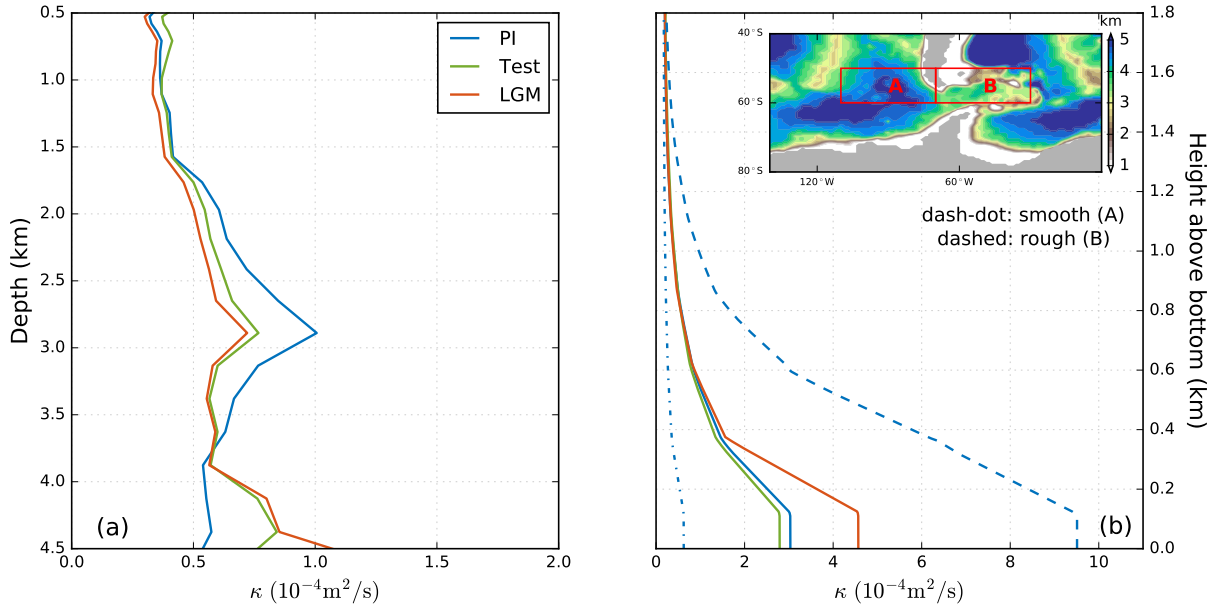 0.5
1.0
1.5
2.0
2.5
3.0
3.5
4.0
4.5
Depth (km)
PI
Test
LGM
(a)
0.0
0.5
1.0
1.5
2.0
κ (10⁻⁴m²/s)
km
40°S
60°S
80°S
120°W
60°W
A
B
5
4
3
2
1
dash-dot: smooth (A)
dashed: rough (B)
(b)
1.8
1.6
1.4
1.2
1.0
0.8
0.6
0.4
0.2
0.0
Height above bottom (km)
0
2
4
6
8
10
κ (10⁻⁴m²/s)